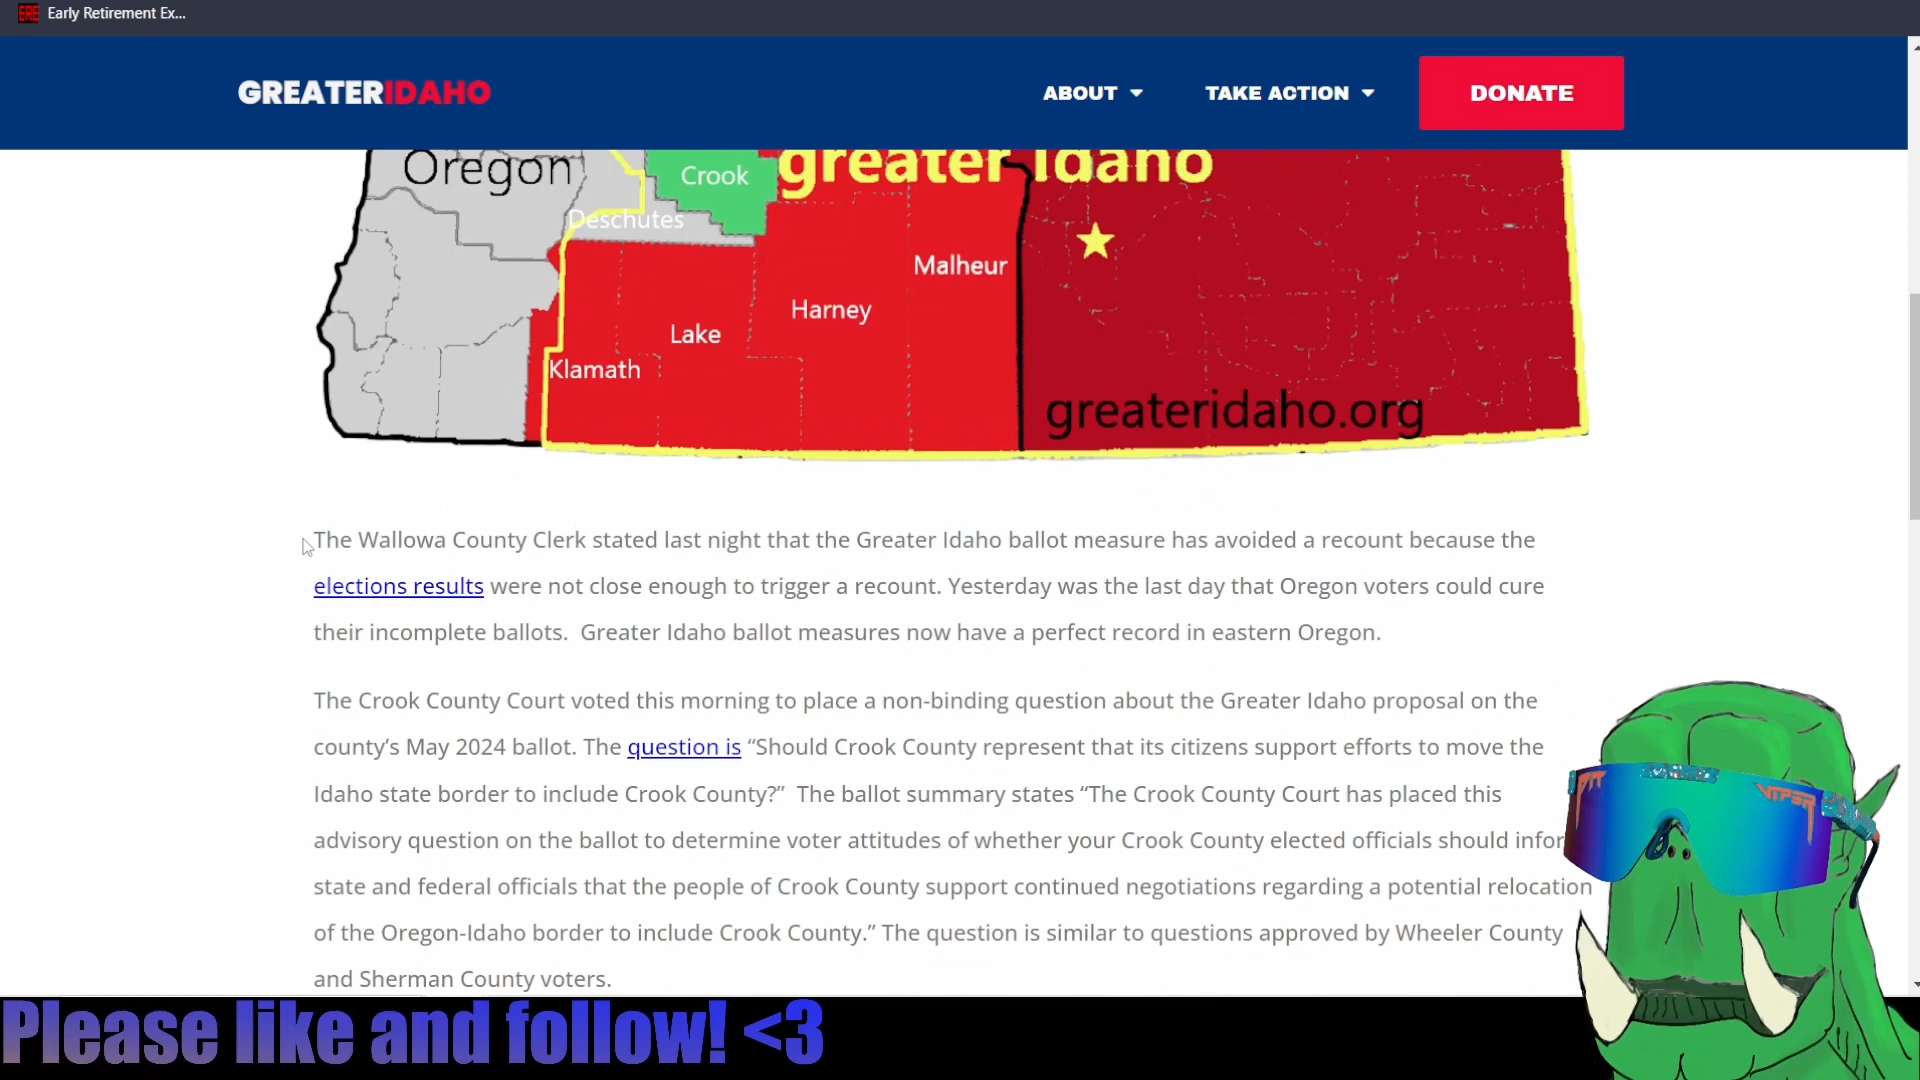 ERE Early Retirement Ex...
GREATERIDAHO
ABOUT
TAKE ACTION
DONATE
Oregon
Crook
greater Idaho
Deschutes
Malheur
Harney
Lake
Klamath
greateridaho.org
The Wallowa County Clerk stated last night that the Greater Idaho ballot measure has avoided a recount because the
elections results were not close enough to trigger a recount. Yesterday was the last day that Oregon voters could cure
their incomplete ballots.  Greater Idaho ballot measures now have a perfect record in eastern Oregon.
The Crook County Court voted this morning to place a non-binding question about the Greater Idaho proposal on the
county’s May 2024 ballot. The question is “Should Crook County represent that its citizens support efforts to move the
Idaho state border to include Crook County?”  The ballot summary states “The Crook County Court has placed this
advisory question on the ballot to determine voter attitudes of whether your Crook County elected officials should infor
state and federal officials that the people of Crook County support continued negotiations regarding a potential relocation
of the Oregon-Idaho border to include Crook County.” The question is similar to questions approved by Wheeler County
and Sherman County voters.
PIT
VIPER
Please like and follow! <3